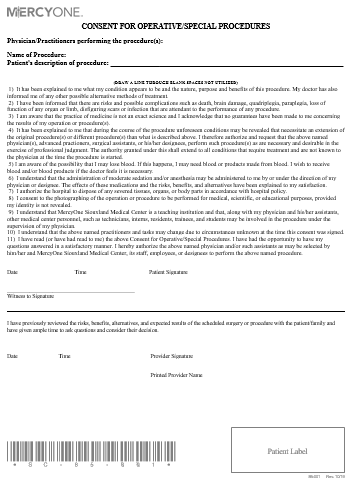 MERCYONE.
CONSENT FOR OPERATIVE/SPECIAL PROCEDURES
Physician/Practitioners performing the procedure(s):
Name of Procedure:
Patient's description of procedure:
(DRAW A LINE THROUGH BLANK SPACES NOT UTILIZED)
1) It has been explained to me what my condition appears to be and the nature, purpose and benefits of this procedure. My doctor has also
informed me of other possible alternative methods of treatment.
2) I have been informed that there are risks and possible complications such as death, brain damage, quadriplegia, paraplegia, loss of
function of any organ or limb, disfiguring scars or infection that are attendant to the performance of any procedure.
3) I am aware that the practice of medicine is not an exact science and I acknowledge that no guarantees have been made to me concerning
the results of my operation or procedure(s).
4) It has been explained to me that during the course of the procedure unforeseen conditions may be revealed that necessitate an extension of
the original procedure(s) or different procedure(s) than what is described above. I therefore authorize and request that the above named
physician(s), advanced practitioners, surgical assistants, or his/her designees, perform such procedure(s) as are necessary and desirable in the
exercise of professional judgment. The authority granted under this shall extend to all conditions that require treatment and are not known to
the physician at the time the procedure is started.
5) I am aware of the possibility that I may lose blood. If this happens, I may need blood or products made from blood. I wish to receive
blood and/or blood products if the doctor feels it is necessary.
6) I understand that the administration of moderate sedation and/or anesthesia may be administered to me by or under the direction of my
physician or designee. The effects of these medications and the risks, benefits, and alternatives have been explained to my satisfaction.
7) I authorize the hospital to dispose of any severed tissues, organs, or body parts in accordance with hospital policy.
8) I consent to the photographing of the operation or procedure to be performed for medical, scientific, or educational purposes, provided
my identity is not revealed.
9) I understand that MercyOne Siouxland Medical Center is a teaching institution and that, along with my physician and his/her assistants,
other medical center personnel, such as technicians, interns, residents, trainees, and students may be involved in the procedure under the
supervision of my physician.
10) I understand that the above named practitioners and tasks may change due to circumstances unknown at the time this consent was signed.
11) I have read (or have had read to me) the above Consent for Operative/Special Procedures. I have had the opportunity to have my
questions answered in a satisfactory manner. I hereby authorize the above named physician and/or such assistants as may be selected by
him/her and MercyOne Siouxland Medical Center, its staff, employees, or designees to perform the above named procedure.
Date Time Patient Signature
Witness to Signature
I have previously reviewed the risks, benefits, alternatives, and expected results of the scheduled surgery or procedure with the patient/family and
have given ample time to ask questions and consider their decision.
Date Time Provider Signature
Printed Provider Name
Patient Label